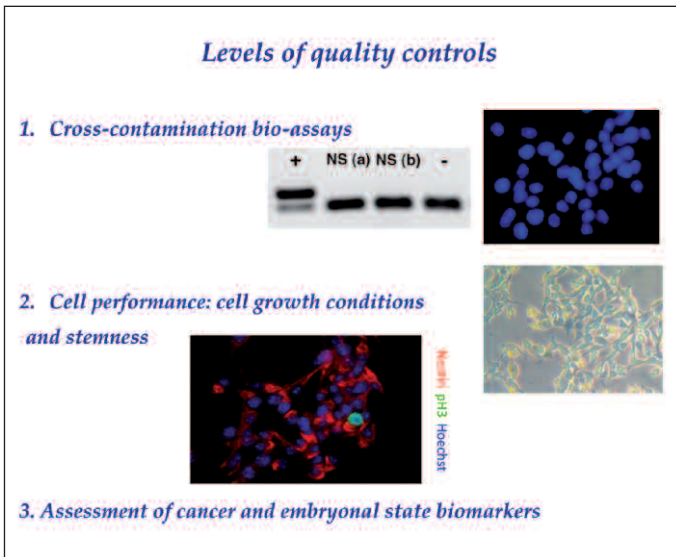 Levels of quality controls
1. Cross-contamination bio-assays
+ NS (a) NS (b) -
2. Cell performance: cell growth conditions
and stemness
Nestin pH3 Hoechst
3. Assessment of cancer and embryonal state biomarkers